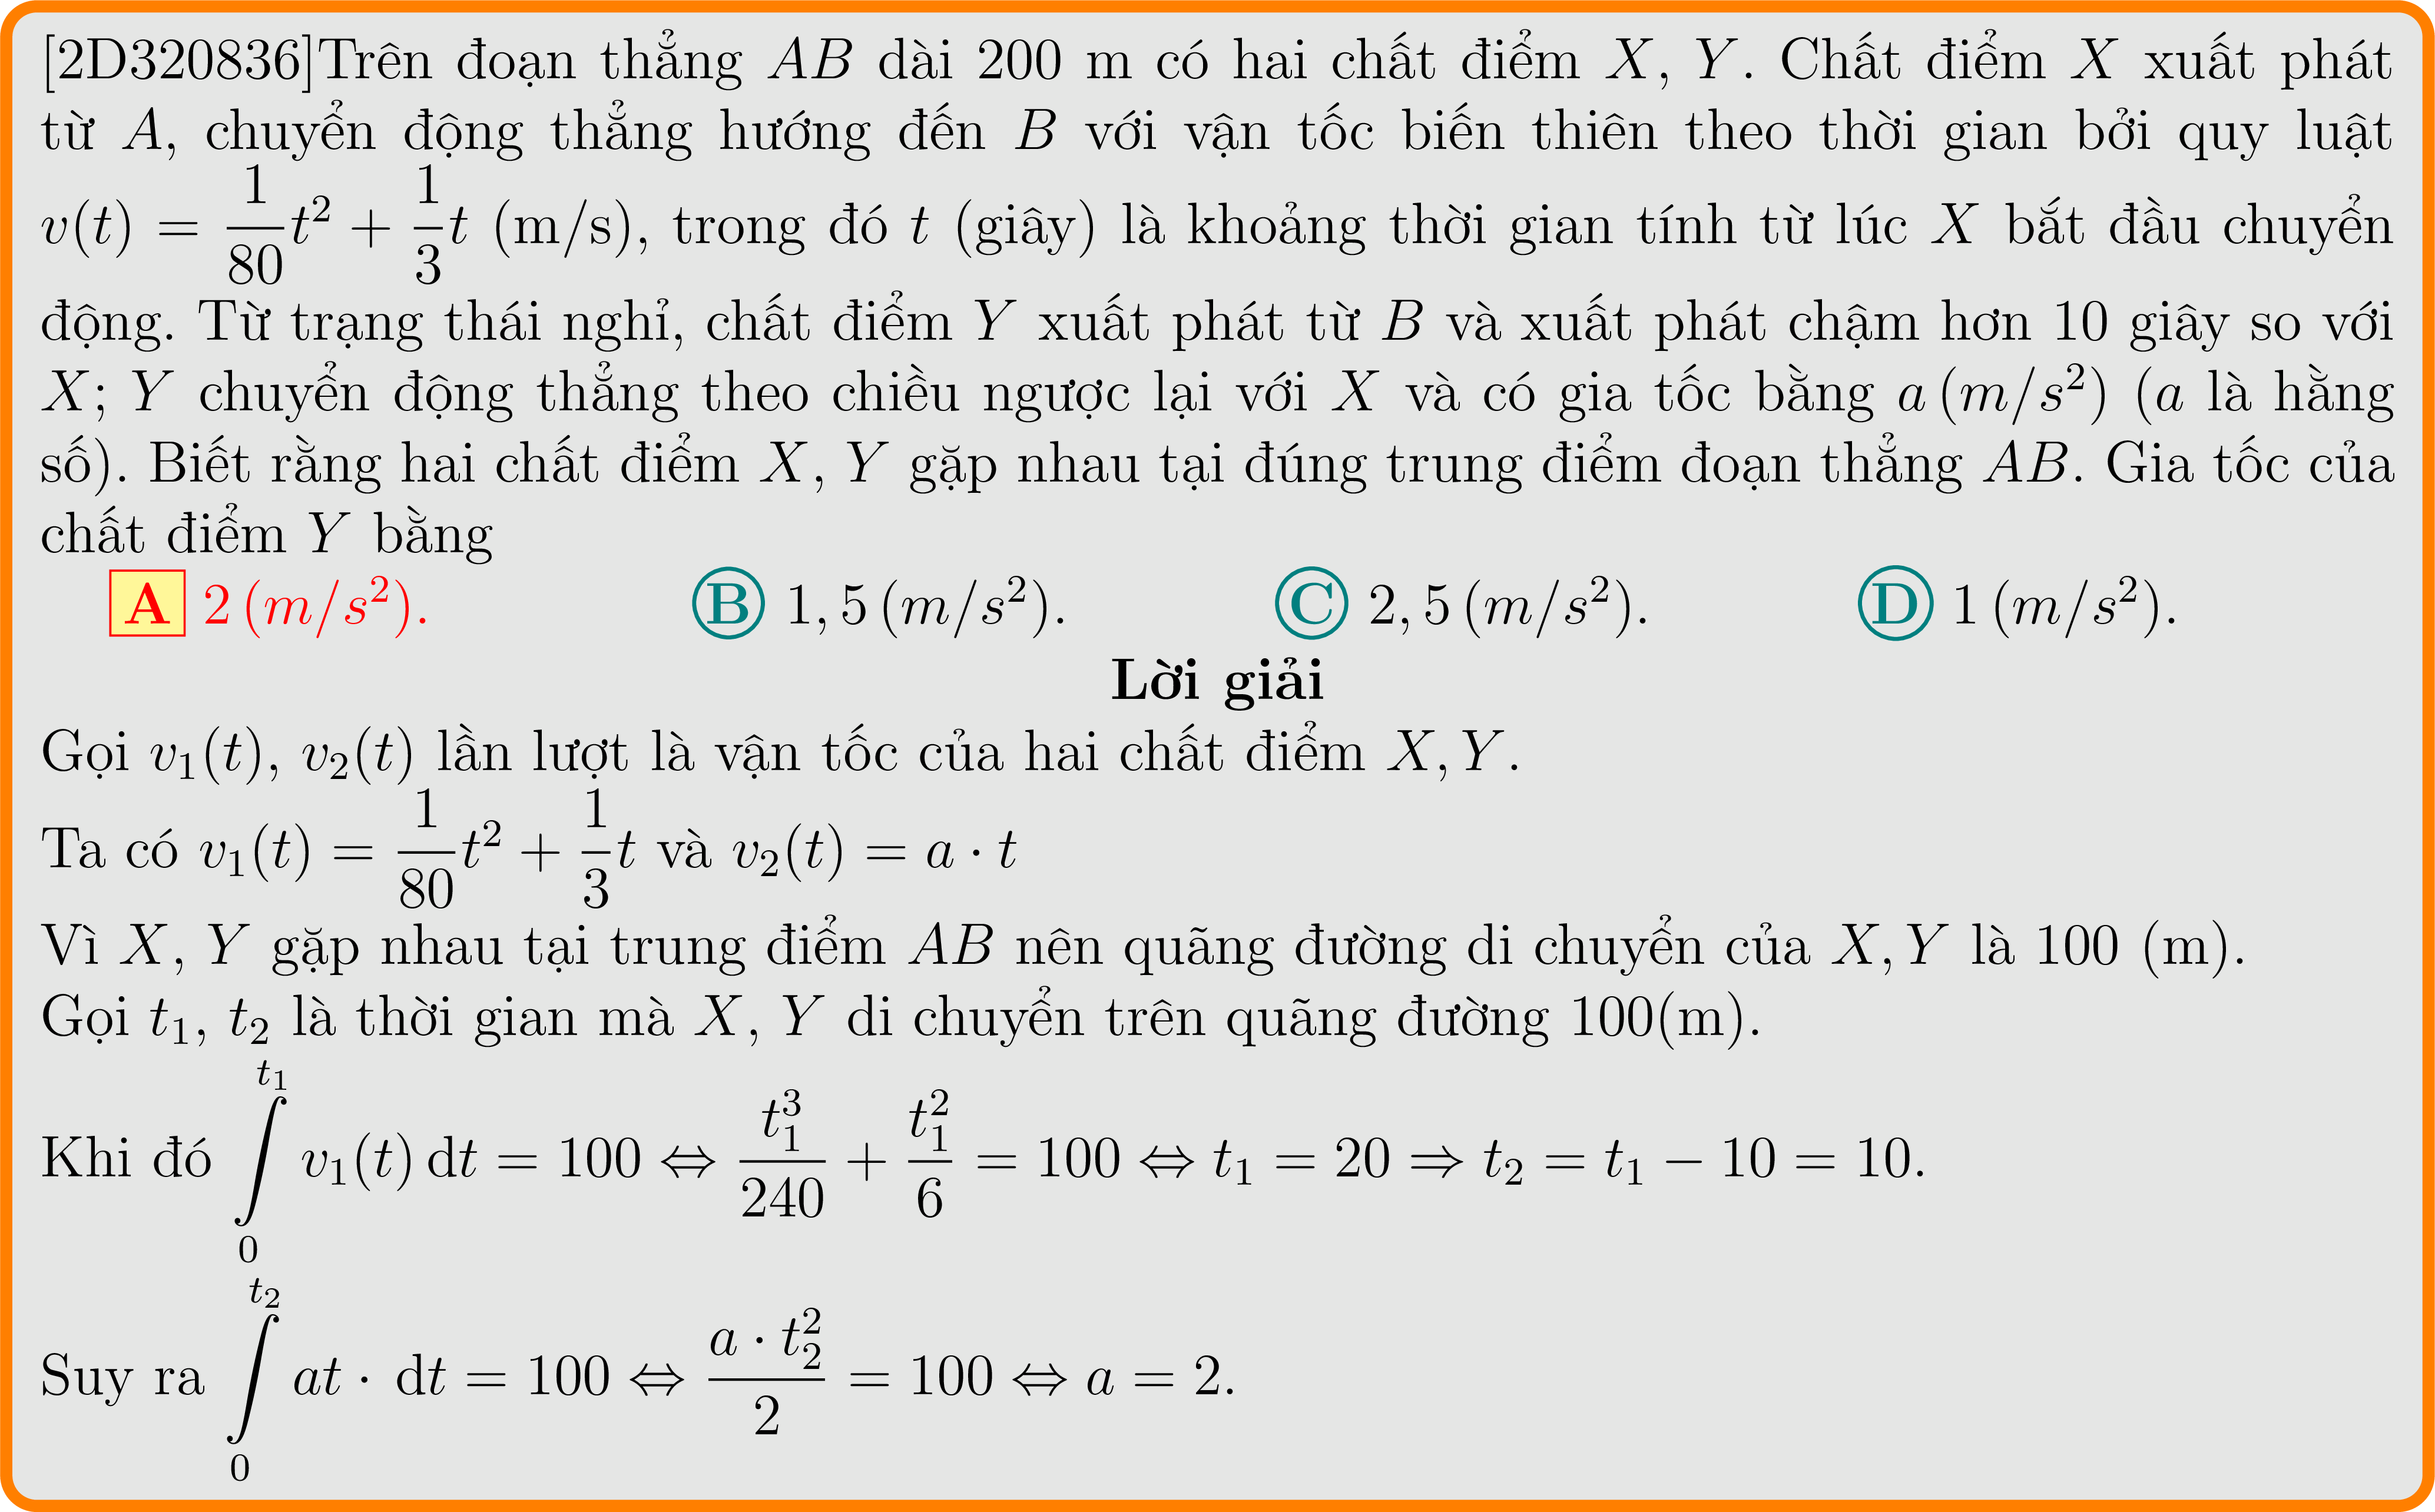 [2D320836]Trên đoạn thẳng AB dài 200 m có hai chất điểm X, Y. Chất điểm X xuất phát
từ A, chuyển động thẳng hướng đến B với vận tốc biến thiên theo thời gian bởi quy luật
v(t) = \frac{1}{80}t^2 + \frac{1}{3}t (m/s), trong đó t (giây) là khoảng thời gian tính từ lúc X bắt đầu chuyển
động. Từ trạng thái nghỉ, chất điểm Y xuất phát từ B và xuất phát chậm hơn 10 giây so với
X; Y chuyển động thẳng theo chiều ngược lại với X và có gia tốc bằng a (m/s^2) (a là hằng
số). Biết rằng hai chất điểm X, Y gặp nhau tại đúng trung điểm đoạn thẳng AB. Gia tốc của
chất điểm Y bằng
A 2 (m/s^2). B 1,5 (m/s^2). C 2,5 (m/s^2). D 1 (m/s^2).
Lời giải
Gọi v_1(t), v_2(t) lần lượt là vận tốc của hai chất điểm X, Y.
Ta có v_1(t) = \frac{1}{80}t^2 + \frac{1}{3}t và v_2(t) = a · t
Vì X, Y gặp nhau tại trung điểm AB nên quãng đường di chuyển của X, Y là 100 (m).
Gọi t_1, t_2 là thời gian mà X, Y di chuyển trên quãng đường 100(m).
Khi đó \int_0^{t_1} v_1(t) dt = 100 ⇔ \frac{t_1^3}{240} + \frac{t_1^2}{6} = 100 ⇔ t_1 = 20 ⇒ t_2 = t_1 − 10 = 10.
Suy ra \int_0^{t_2} at · dt = 100 ⇔ \frac{a · t_2^2}{2} = 100 ⇔ a = 2.